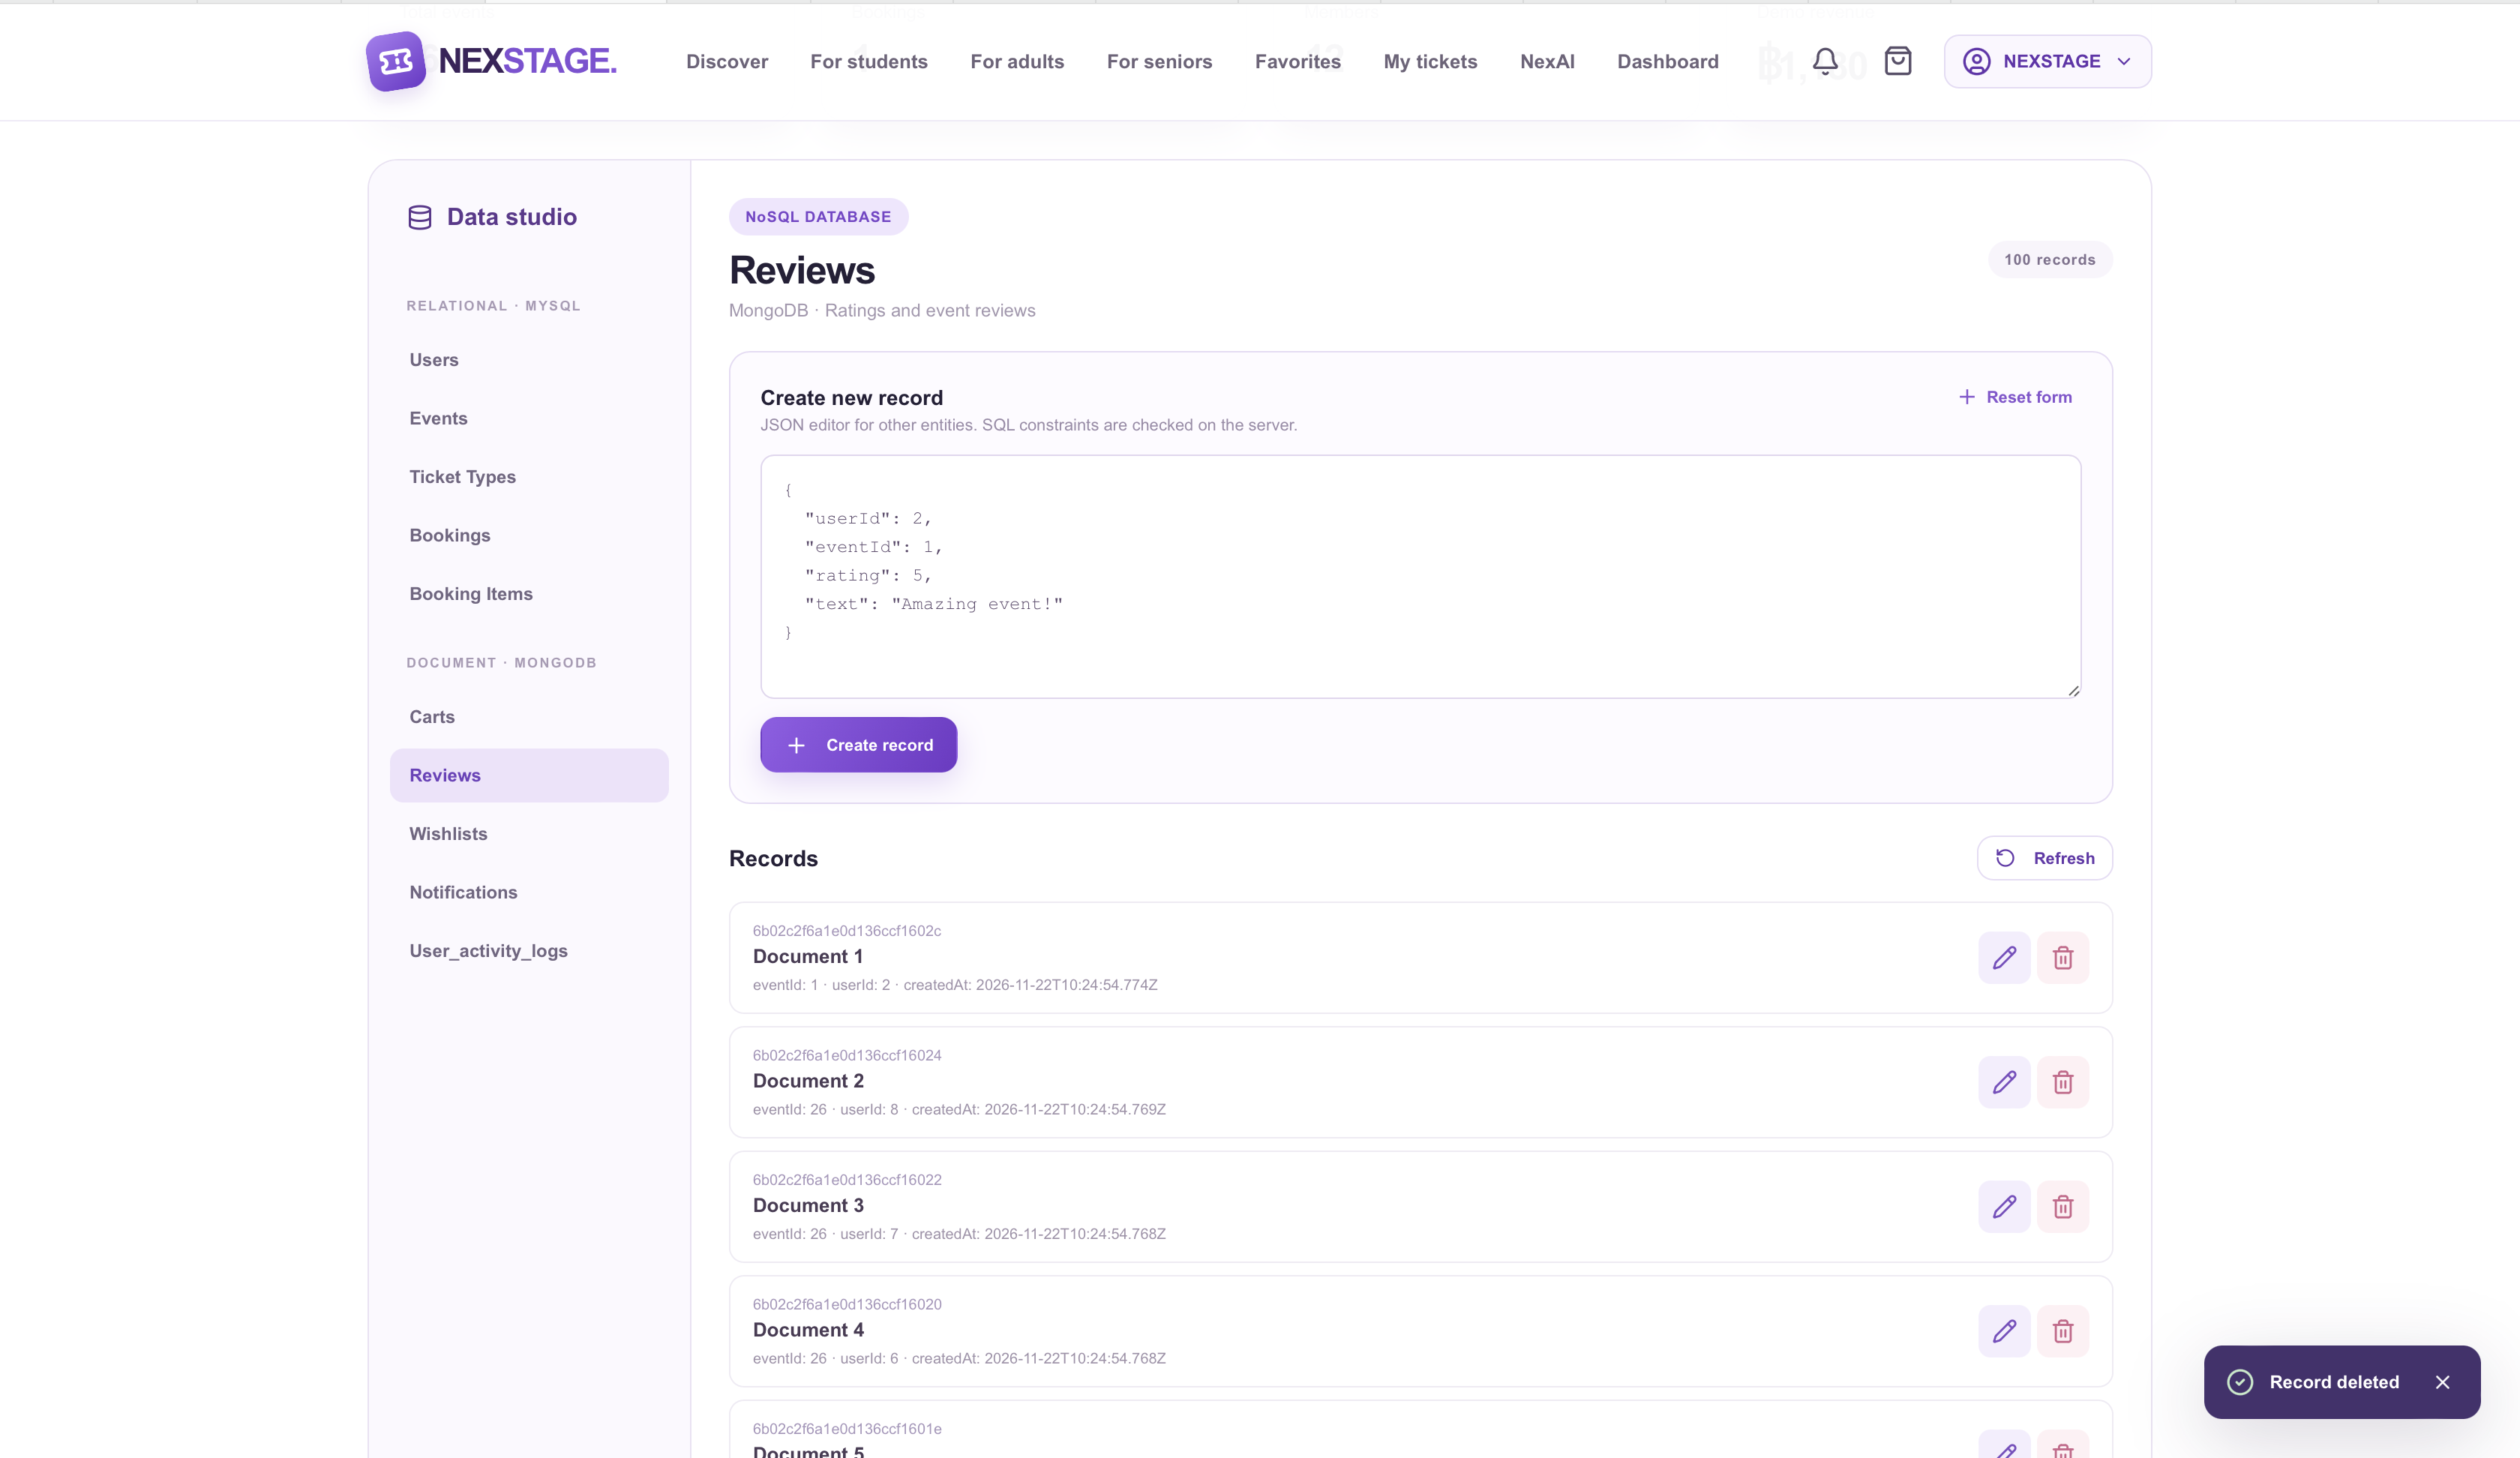 Total events
Bookings
Members
Demo revenue
NEXSTAGE.
Discover
For students
For adults
For seniors
Favorites
My tickets
NexAI
Dashboard
NEXSTAGE
Data studio
RELATIONAL · MYSQL
Users
Events
Ticket Types
Bookings
Booking Items
DOCUMENT · MONGODB
Carts
Reviews
Wishlists
Notifications
User_activity_logs
NoSQL DATABASE
Reviews
100 records
MongoDB · Ratings and event reviews
Create new record
Reset form
JSON editor for other entities. SQL constraints are checked on the server.
{
"userId": 2,
"eventId": 1,
"rating": 5,
"text": "Amazing event!"
}
Create record
Records
Refresh
6b02c2f6a1e0d136ccf1602c
Document 1
eventId: 1 · userId: 2 · createdAt: 2026-11-22T10:24:54.774Z
6b02c2f6a1e0d136ccf16024
Document 2
eventId: 26 · userId: 8 · createdAt: 2026-11-22T10:24:54.769Z
6b02c2f6a1e0d136ccf16022
Document 3
eventId: 26 · userId: 7 · createdAt: 2026-11-22T10:24:54.768Z
6b02c2f6a1e0d136ccf16020
Document 4
eventId: 26 · userId: 6 · createdAt: 2026-11-22T10:24:54.768Z
6b02c2f6a1e0d136ccf1601e
Document 5
Record deleted